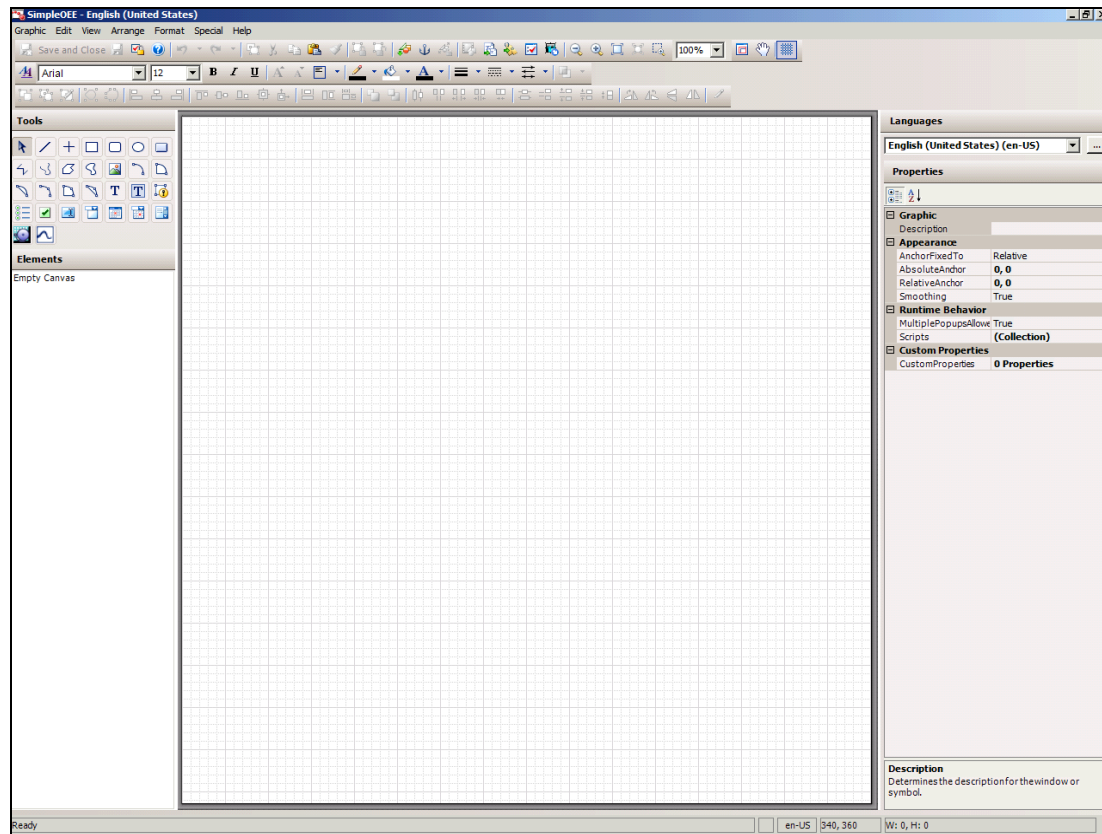 SimpleOEE - English (United States)
Graphic Edit View Arrange Format Special Help
Save and Close 100%
Arial 12 B I U A A A
Tools
T T
Elements
Empty Canvas
Languages
English (United States) (en-US) ...
Properties
Graphic
Description
Appearance
AnchorFixedTo Relative
AbsoluteAnchor 0, 0
RelativeAnchor 0, 0
Smoothing True
Runtime Behavior
MultiplePopupsAllowe True
Scripts (Collection)
Custom Properties
CustomProperties 0 Properties
Description
Determines the description for the window or
symbol.
Ready en-US 340, 360 W: 0, H: 0